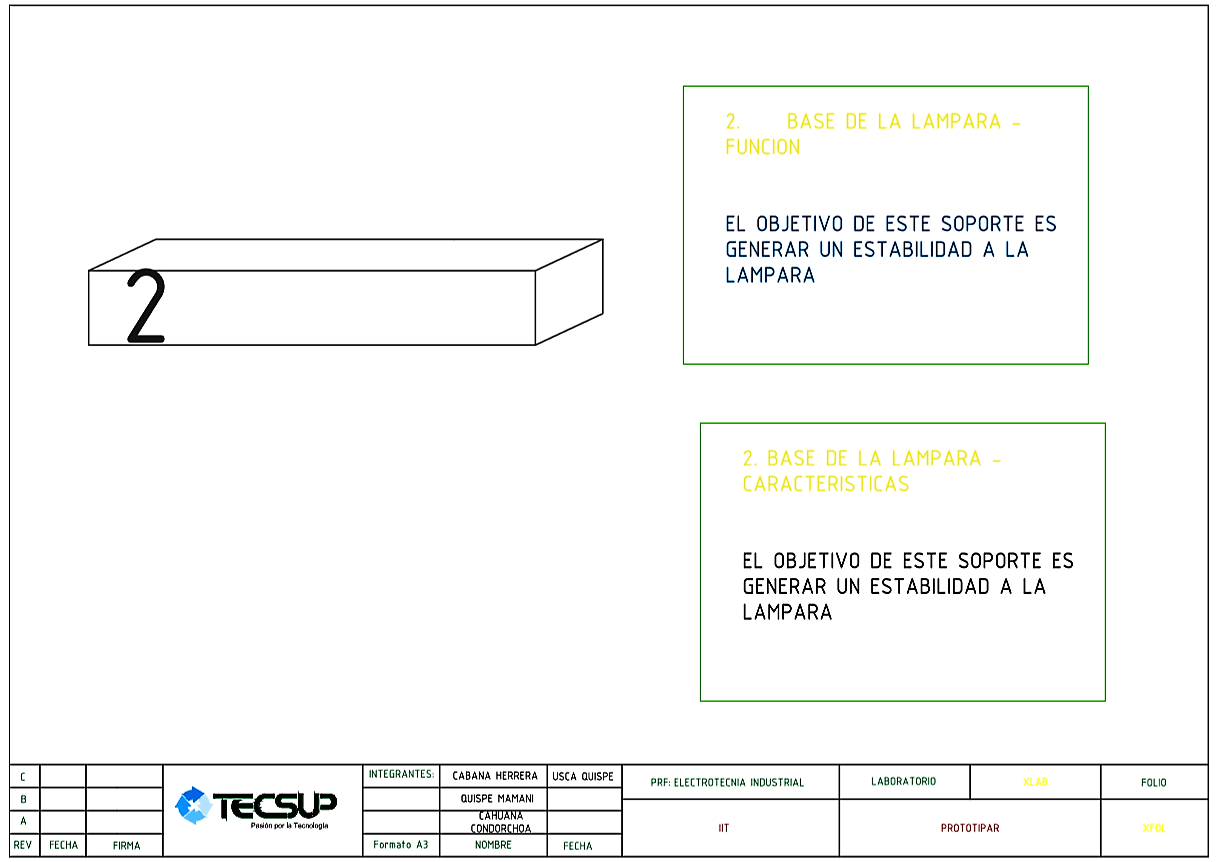 2. BASE DE LA LAMPARA -
FUNCION
EL OBJETIVO DE ESTE SOPORTE ES
GENERAR UN ESTABILIDAD A LA
LAMPARA
2
2. BASE DE LA LAMPARA -
CARACTERISTICAS
EL OBJETIVO DE ESTE SOPORTE ES
GENERAR UN ESTABILIDAD A LA
LAMPARA
C
B
A
REV FECHA FIRMA
TECSUP
Pasión por la Tecnología
INTEGRANTES: CABANA HERRERA USCA QUISPE
QUISPE MAMANI
CAHUANA
CONDORCHOA
Formato A3 NOMBRE FECHA
PRF: ELECTROTECNIA INDUSTRIAL LABORATORIO XLAB FOLIO
IIT PROTOTIPAR XFOL